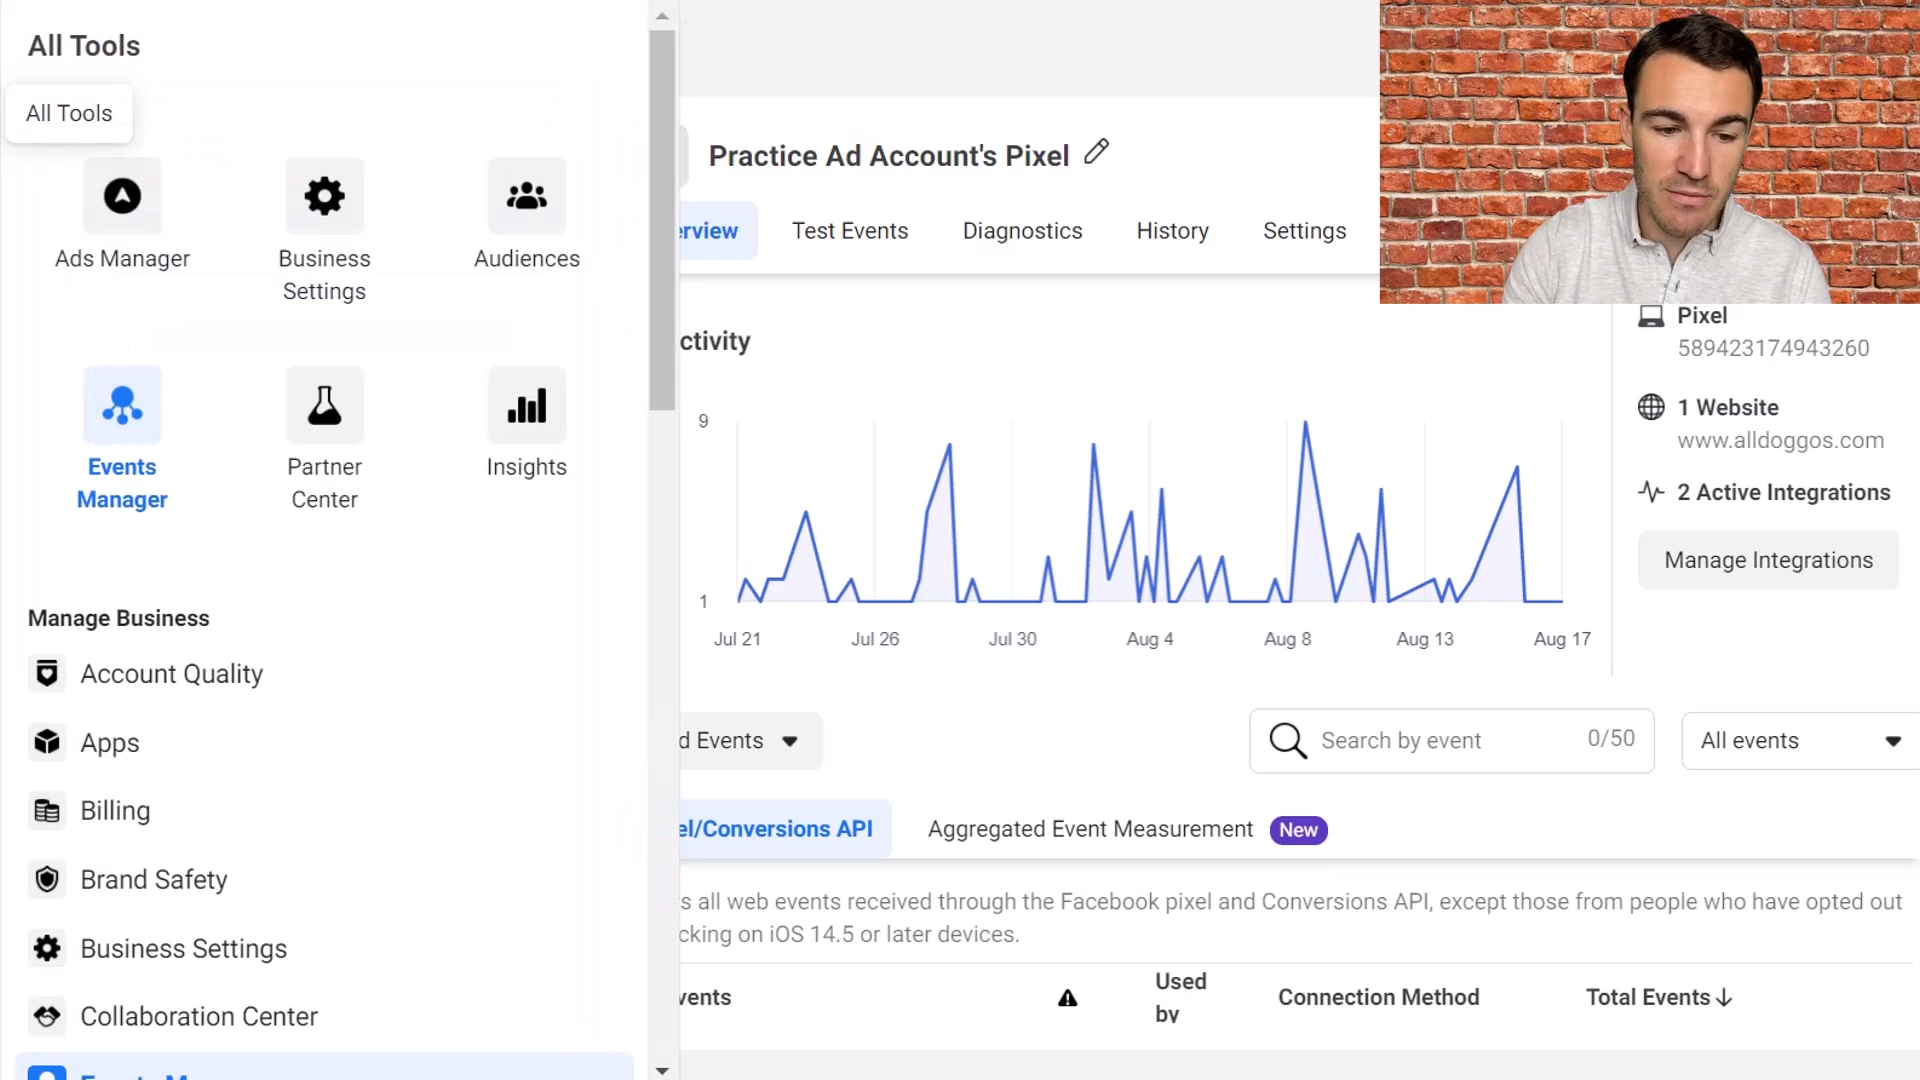 All Tools
All Tools
Ads Manager
Business
Settings
Audiences
Events
Manager
Partner
Center
Insights
Manage Business
Account Quality
Apps
Billing
Brand Safety
Business Settings
Collaboration Center
Practice Ad Account's Pixel
erview
Test Events
Diagnostics
History
Settings
ctivity
9
1
Jul 21
Jul 26
Jul 30
Aug 4
Aug 8
Aug 13
Aug 17
Pixel
589423174943260
1 Website
www.alldoggos.com
2 Active Integrations
Manage Integrations
d Events
Search by event
0/50
All events
el/Conversions API
Aggregated Event Measurement
New
s all web events received through the Facebook pixel and Conversions API, except those from people who have opted out
cking on iOS 14.5 or later devices.
vents
Used
by
Connection Method
Total Events